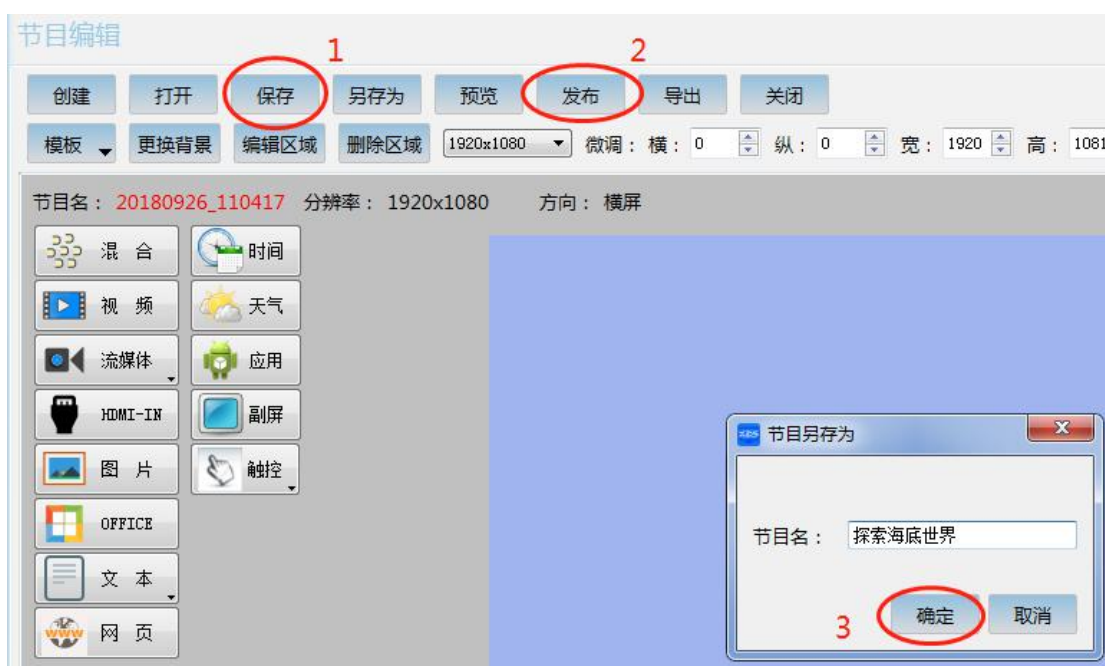 节目编辑
1
2
创建 打开 保存 另存为 预览 发布 导出 关闭
模板 更换背景 编辑区域 删除区域 1920x1080 微调： 横： 0 纵： 0 宽： 1920 高： 1081
节目名： 20180926_110417 分辨率： 1920x1080 方向： 横屏
混 合 时间
视 频 天气
流媒体 应用
HDMI-IN 副屏
节目另存为
图 片 触控
OFFICE
节目名： 探索海底世界
文 本
3 确定 取消
www 网 页